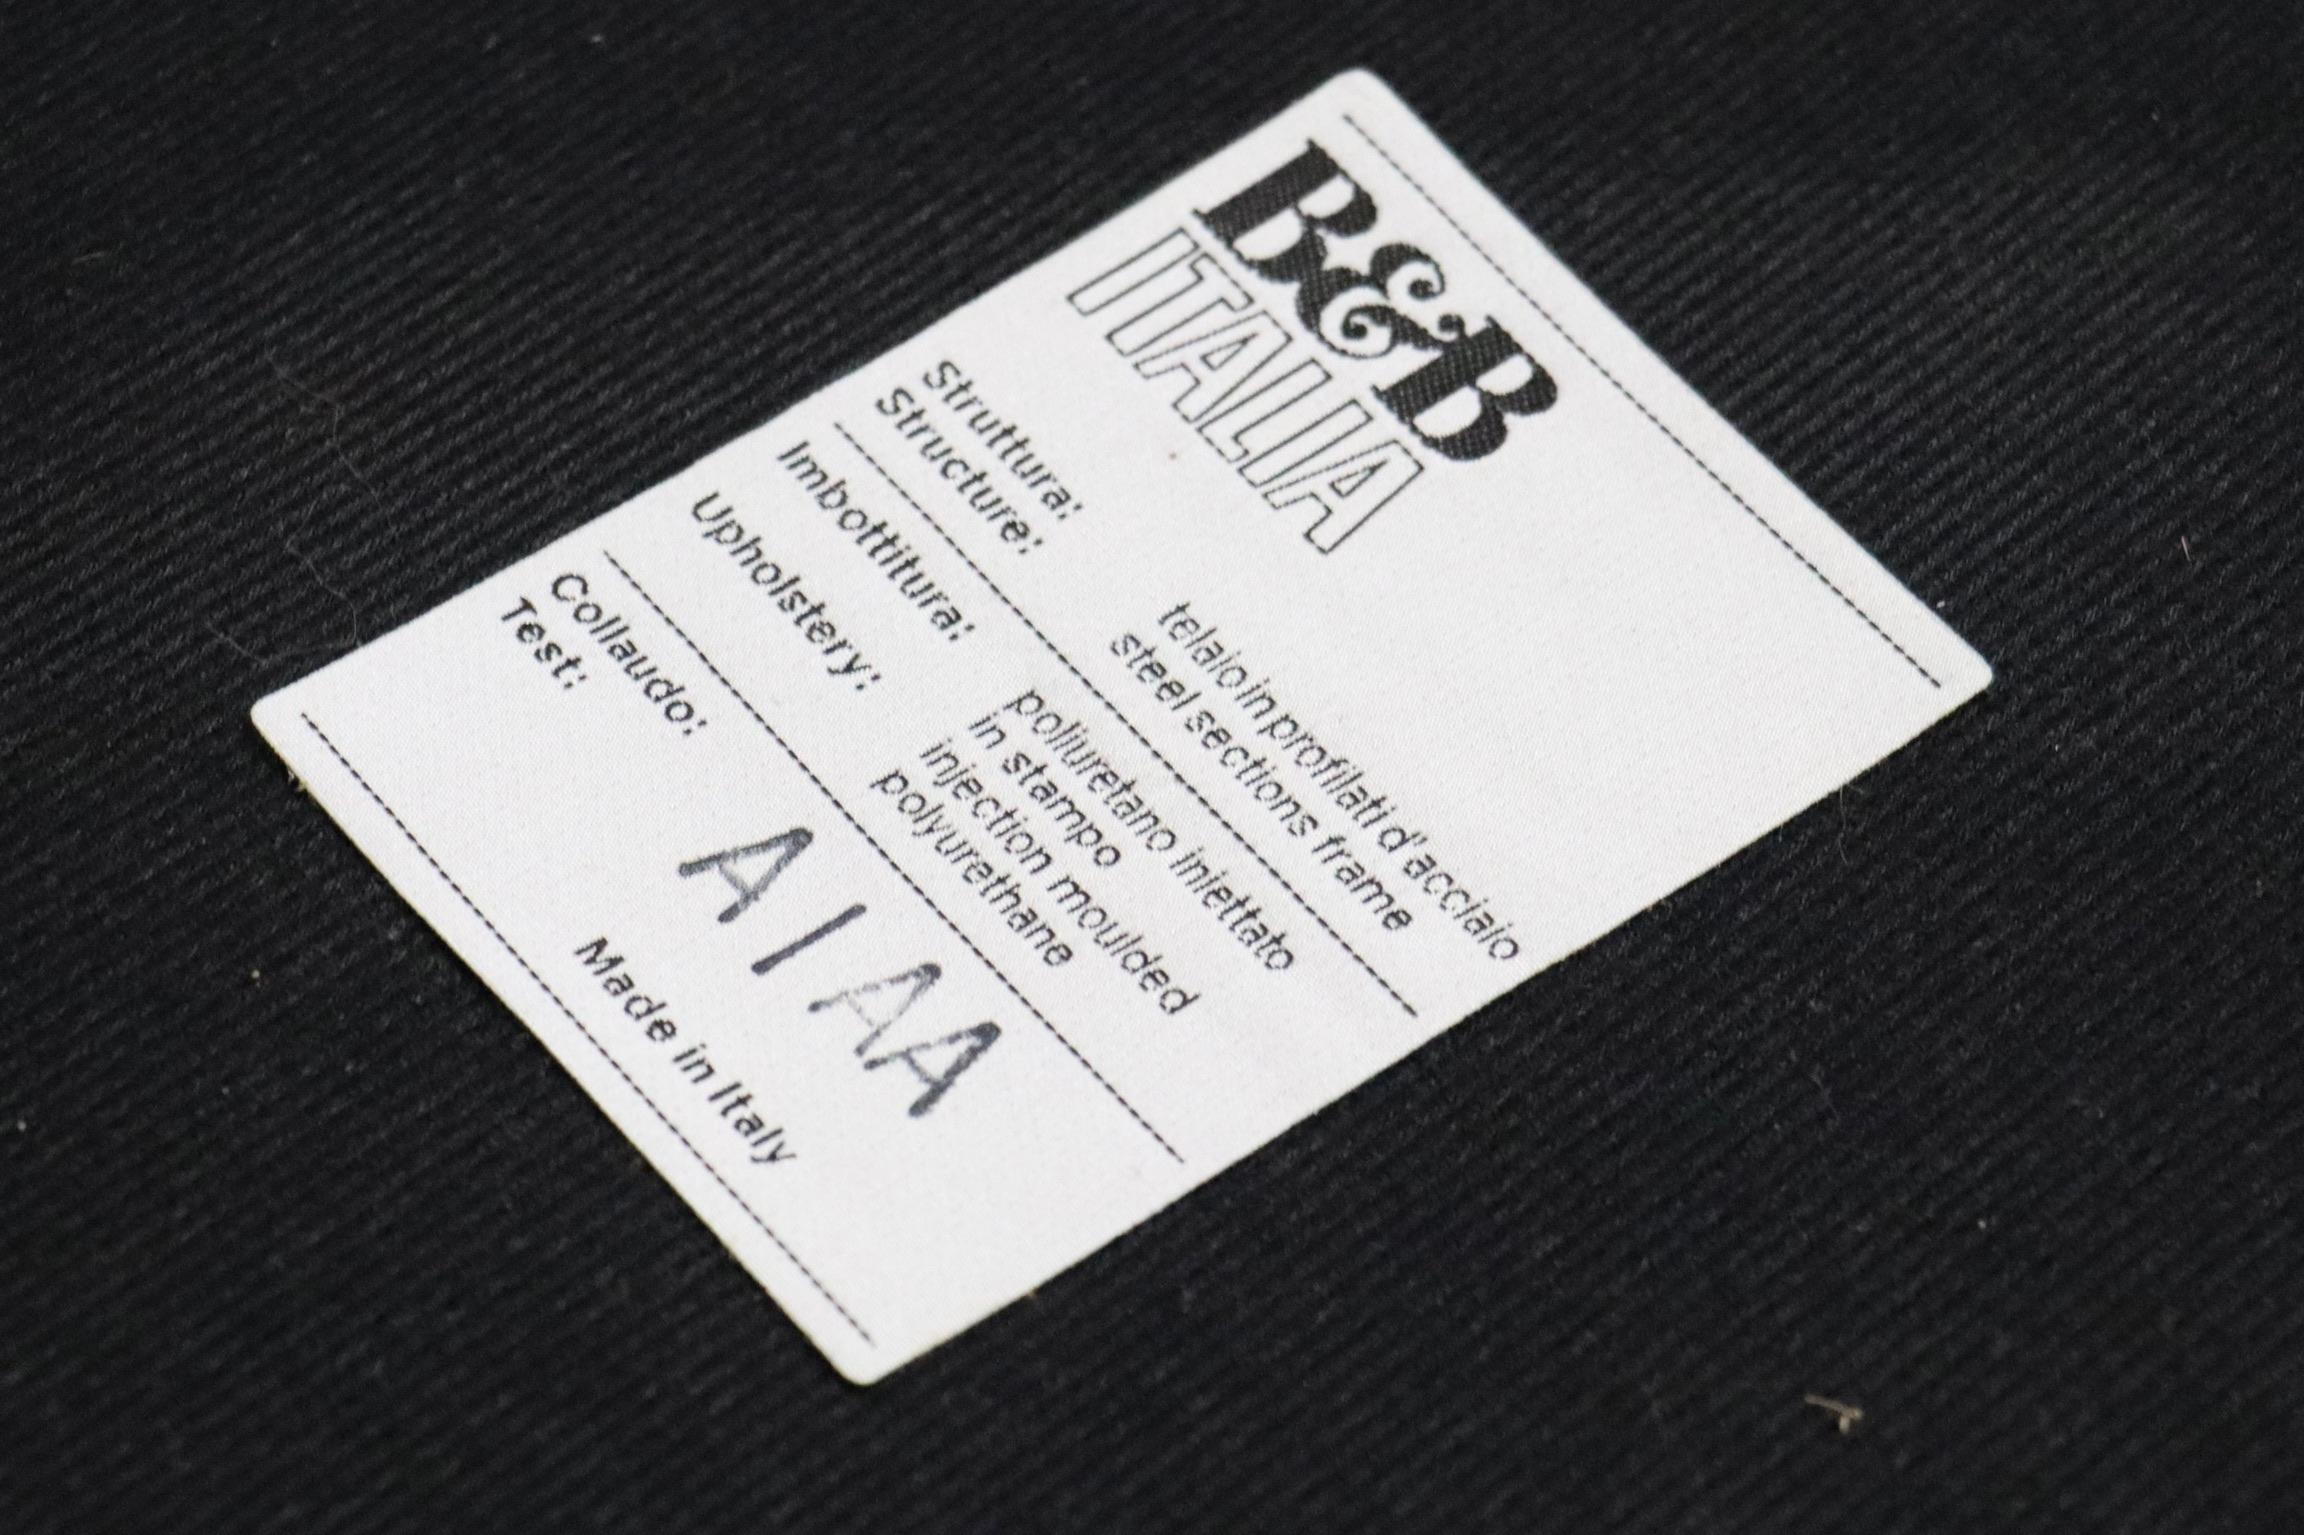 B&B
ITALIA
Struttura: telaio in profilati d'acciaio
Structure: steel sections frame
Imbottitura: poliuretano iniettato
in stampo
Upholstery: injection moulded
polyurethane
Collaudo:
Test:
A I A A
Made in Italy